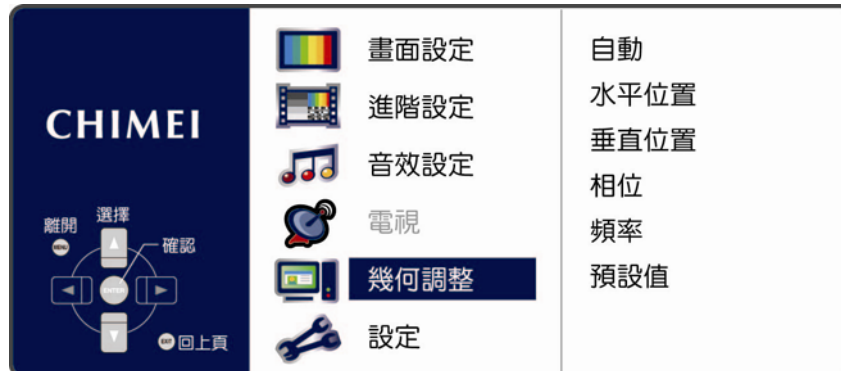 CHIMEI
離開
選擇
MENU
確認
ENTER
EXIT
回上頁
畫面設定
進階設定
音效設定
電視
幾何調整
設定
自動
水平位置
垂直位置
相位
頻率
預設值